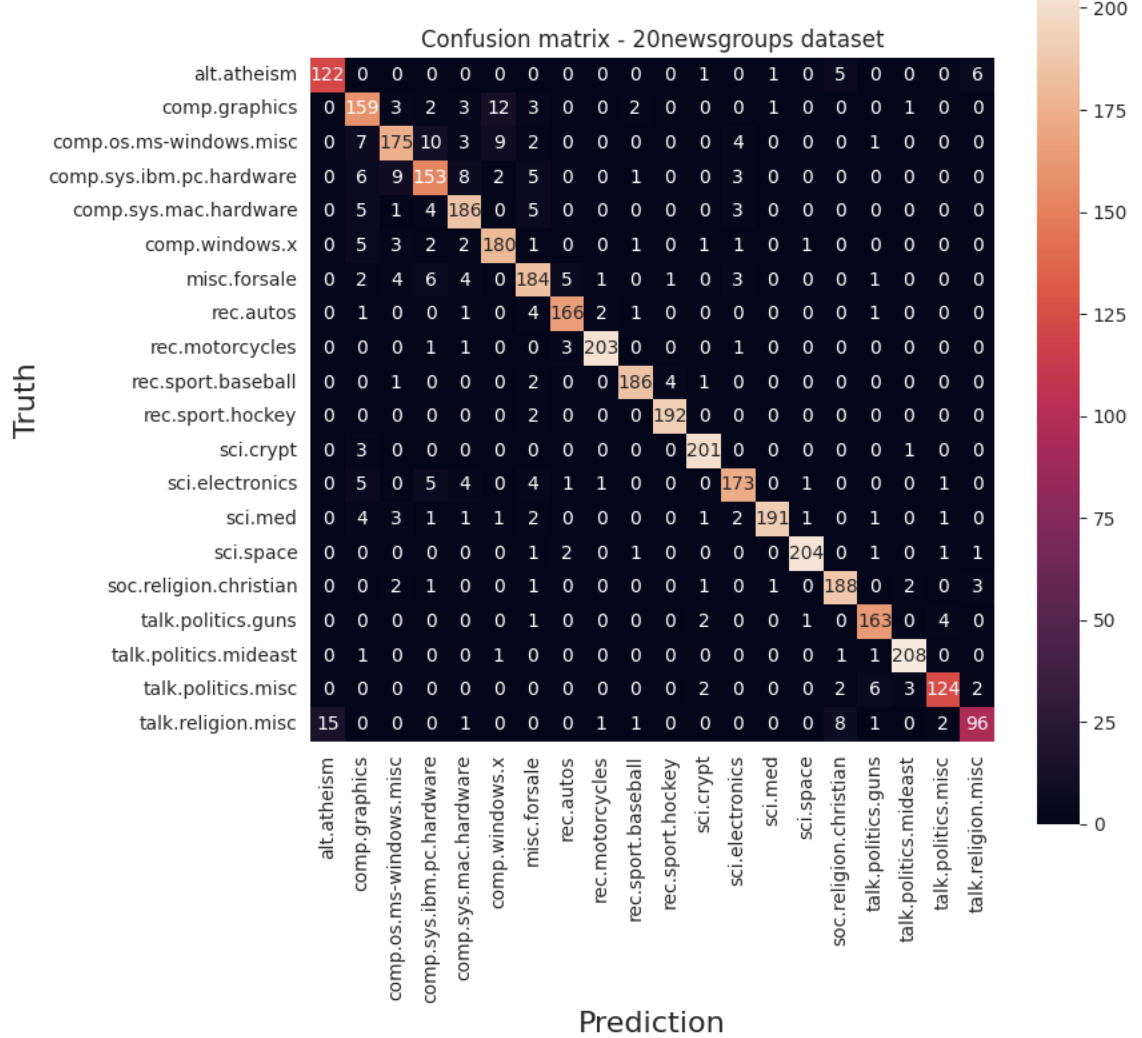 Confusion matrix - 20newsgroups dataset
Truth
alt.atheism 122 0 0 0 0 0 0 0 0 0 0 1 0 1 0 5 0 0 0 6
comp.graphics 0 159 3 2 3 12 3 0 0 2 0 0 0 1 0 0 0 1 0 0
comp.os.ms-windows.misc 0 7 175 10 3 9 2 0 0 0 0 0 4 0 0 0 1 0 0 0
comp.sys.ibm.pc.hardware 0 6 9 153 8 2 5 0 0 1 0 0 3 0 0 0 0 0 0 0
comp.sys.mac.hardware 0 5 1 4 186 0 5 0 0 0 0 0 3 0 0 0 0 0 0 0
comp.windows.x 0 5 3 2 2 180 1 0 0 1 0 1 1 0 1 0 0 0 0 0
misc.forsale 0 2 4 6 4 0 184 5 1 0 1 0 3 0 0 0 1 0 0 0
rec.autos 0 1 0 0 1 0 4 166 2 1 0 0 0 0 0 0 1 0 0 0
rec.motorcycles 0 0 0 1 1 0 0 3 203 0 0 0 1 0 0 0 0 0 0 0
rec.sport.baseball 0 0 1 0 0 0 2 0 0 186 4 1 0 0 0 0 0 0 0 0
rec.sport.hockey 0 0 0 0 0 0 2 0 0 0 192 0 0 0 0 0 0 0 0 0
sci.crypt 0 3 0 0 0 0 0 0 0 0 0 201 0 0 0 0 0 1 0 0
sci.electronics 0 5 0 5 4 0 4 1 1 0 0 0 173 0 1 0 0 0 1 0
sci.med 0 4 3 1 1 1 2 0 0 0 0 1 2 191 1 0 1 0 1 0
sci.space 0 0 0 0 0 0 1 2 0 1 0 0 0 0 204 0 1 0 1 1
soc.religion.christian 0 0 2 1 0 0 1 0 0 0 0 1 0 1 0 188 0 2 0 3
talk.politics.guns 0 0 0 0 0 0 1 0 0 0 0 2 0 0 1 0 163 0 4 0
talk.politics.mideast 0 1 0 0 0 1 0 0 0 0 0 0 0 0 0 1 1 208 0 0
talk.politics.misc 0 0 0 0 0 0 0 0 0 0 0 2 0 0 0 2 6 3 124 2
talk.religion.misc 15 0 0 0 1 0 0 0 1 1 0 0 0 0 0 8 1 0 2 96
alt.atheism
comp.graphics
comp.os.ms-windows.misc
comp.sys.ibm.pc.hardware
comp.sys.mac.hardware
comp.windows.x
misc.forsale
rec.autos
rec.motorcycles
rec.sport.baseball
rec.sport.hockey
sci.crypt
sci.electronics
sci.med
sci.space
soc.religion.christian
talk.politics.guns
talk.politics.mideast
talk.politics.misc
talk.religion.misc
Prediction
200
175
150
125
100
75
50
25
0